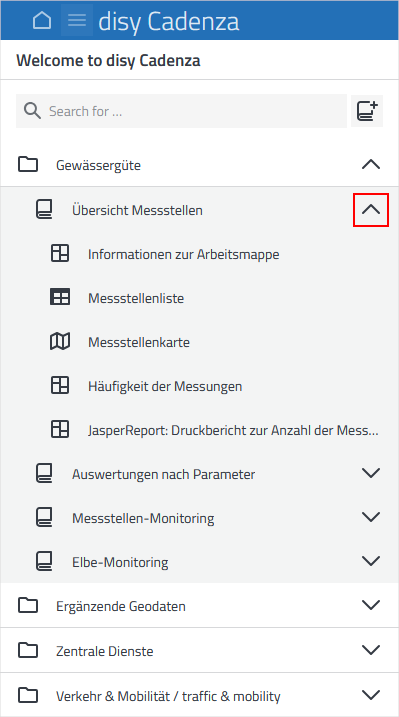 disy Cadenza
Welcome to disy Cadenza
Search for ...
Gewässergüte
Übersicht Messstellen
Informationen zur Arbeitsmappe
Messstellenliste
Messstellenkarte
Häufigkeit der Messungen
JasperReport: Druckbericht zur Anzahl der Mess...
Auswertungen nach Parameter
Messstellen-Monitoring
Elbe-Monitoring
Ergänzende Geodaten
Zentrale Dienste
Verkehr & Mobilität / traffic & mobility